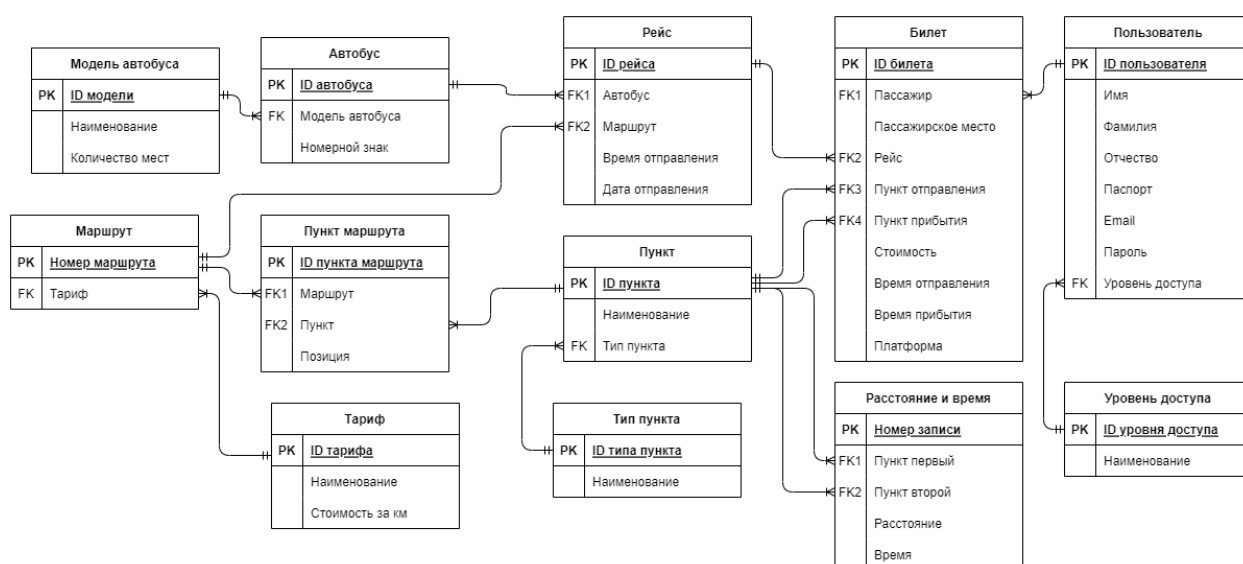 Модель автобуса
PK ID модели
Наименование
Количество мест
Автобус
PK ID автобуса
FK Модель автобуса
Номерной знак
Рейс
PK ID рейса
FK1 Автобус
FK2 Маршрут
Время отправления
Дата отправления
Билет
PK ID билета
FK1 Пассажир
Пассажирское место
FK2 Рейс
FK3 Пункт отправления
FK4 Пункт прибытия
Стоимость
Время отправления
Время прибытия
Платформа
Пользователь
PK ID пользователя
Имя
Фамилия
Отчество
Паспорт
Email
Пароль
FK Уровень доступа
Маршрут
PK Номер маршрута
FK Тариф
Пункт маршрута
PK ID пункта маршрута
FK1 Маршрут
FK2 Пункт
Позиция
Пункт
PK ID пункта
Наименование
FK Тип пункта
Тариф
PK ID тарифа
Наименование
Стоимость за км
Тип пункта
PK ID типа пункта
Наименование
Расстояние и время
PK Номер записи
FK1 Пункт первый
FK2 Пункт второй
Расстояние
Время
Уровень доступа
PK ID уровня доступа
Наименование